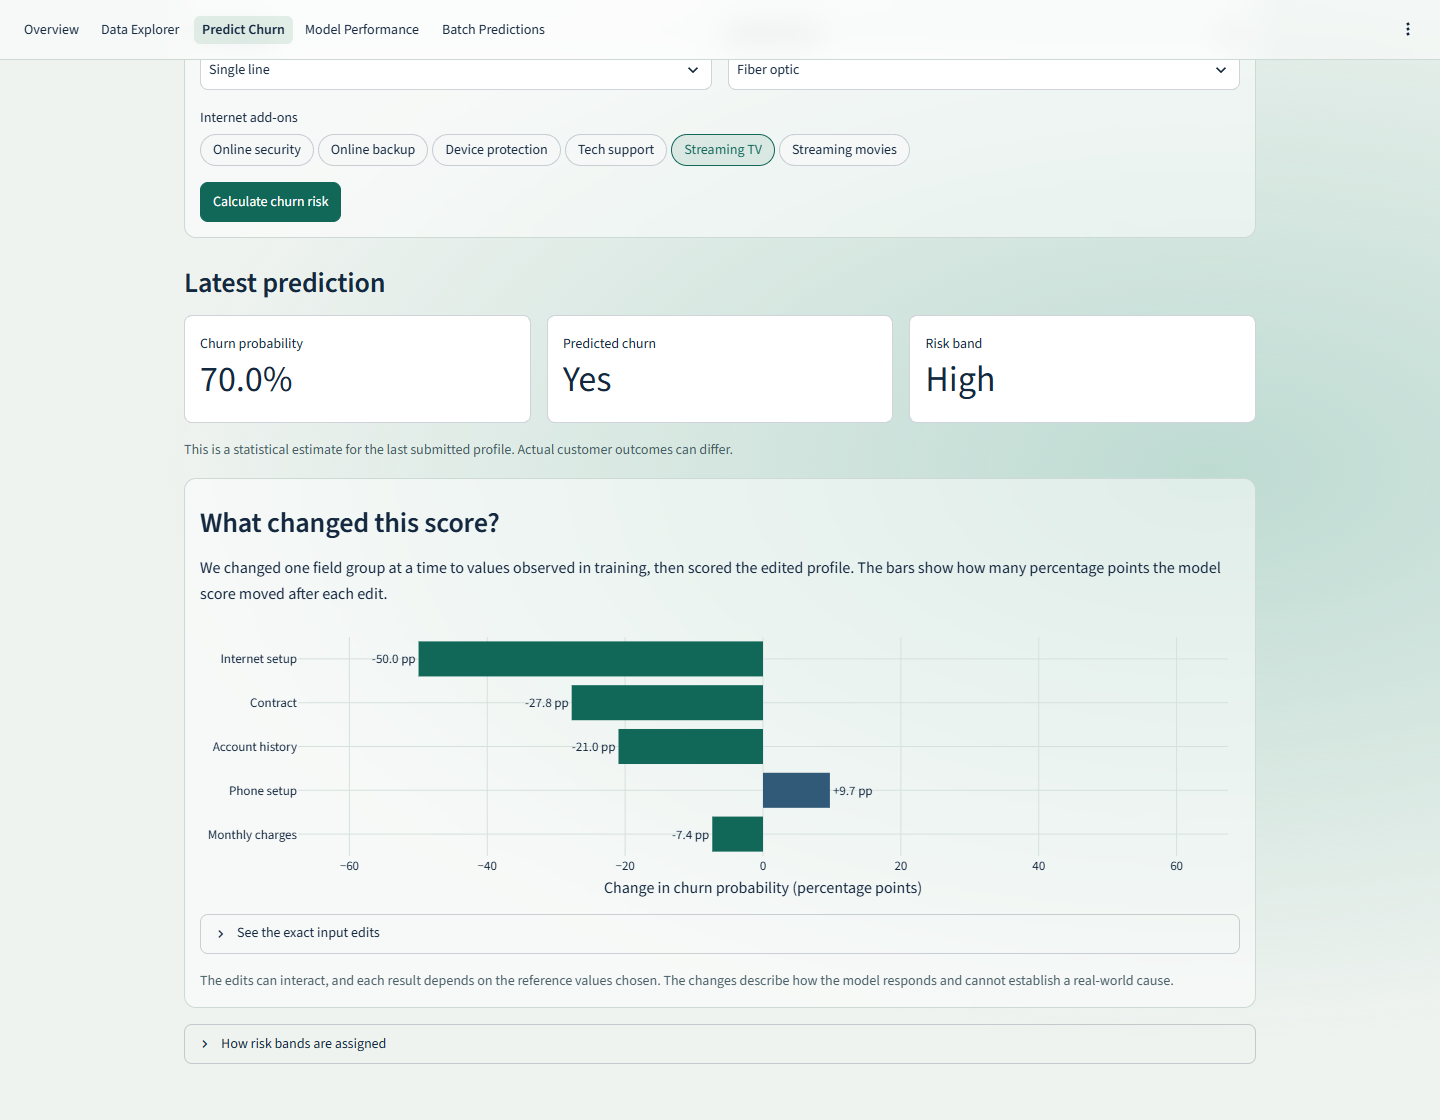 Overview
Data Explorer
Predict Churn
Model Performance
Batch Predictions
Single line
Fiber optic
Internet add-ons
Online security
Online backup
Device protection
Tech support
Streaming TV
Streaming movies
Calculate churn risk
Latest prediction
Churn probability
70.0%
Predicted churn
Yes
Risk band
High
This is a statistical estimate for the last submitted profile. Actual customer outcomes can differ.
What changed this score?
We changed one field group at a time to values observed in training, then scored the edited profile. The bars show how many percentage points the model
score moved after each edit.
Internet setup
-50.0 pp
Contract
-27.8 pp
Account history
-21.0 pp
Phone setup
+9.7 pp
Monthly charges
-7.4 pp
−60
−40
−20
0
20
40
60
Change in churn probability (percentage points)
See the exact input edits
The edits can interact, and each result depends on the reference values chosen. The changes describe how the model responds and cannot establish a real-world cause.
How risk bands are assigned